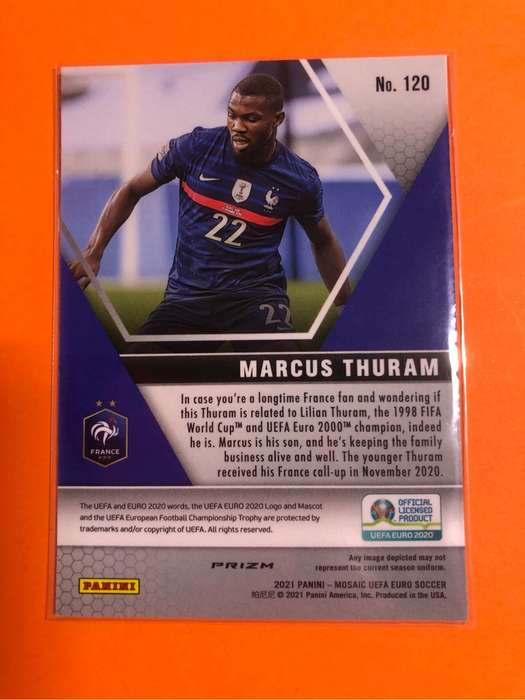 No. 120
22
22
MARCUS THURAM
In case you're a longtime France fan and wondering if
this Thuram is related to Lilian Thuram, the 1998 FIFA
World Cup™ and UEFA Euro 2000™ champion, indeed
he is. Marcus is his son, and he's keeping the family
business alive and well. The younger Thuram
received his France call-up in November 2020.
FRANCE
The UEFA and EURO 2020 words, the UEFA EURO 2020 Logo and Mascot
and the UEFA European Football Championship Trophy are protected by
trademarks and/or copyright of UEFA. All rights reserved.
OFFICIAL
LICENSED
PRODUCT
UEFA EURO 2020
PRIZM
Any image depicted may not
represent the current season uniform.
PANINI
2021 PANINI – MOSAIC UEFA EURO SOCCER
帕尼尼 © 2021 Panini America, Inc. Produced in the USA.